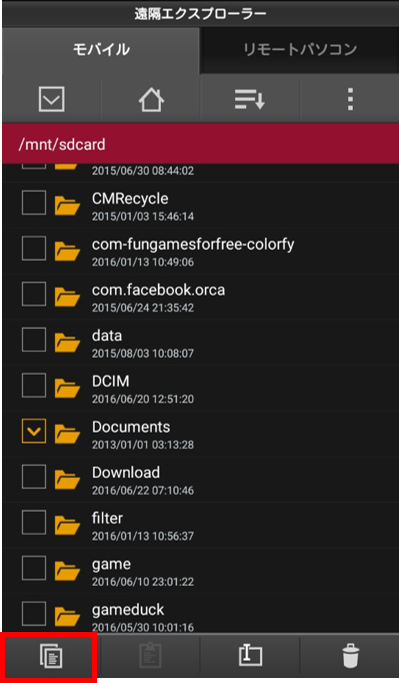 遠隔エクスプローラー
モバイル
リモートパソコン
/mnt/sdcard
2015/06/30 08:44:02
CMRecycle
2015/01/03 15:46:14
com-fungamesforfree-colorfy
2016/01/13 10:49:06
com.facebook.orca
2015/06/24 21:35:42
data
2015/08/03 10:08:07
DCIM
2016/06/20 12:51:20
Documents
2013/01/01 03:13:28
Download
2016/06/22 07:10:46
filter
2016/01/13 10:56:37
game
2016/06/10 23:01:22
gameduck
2016/05/30 10:01:16